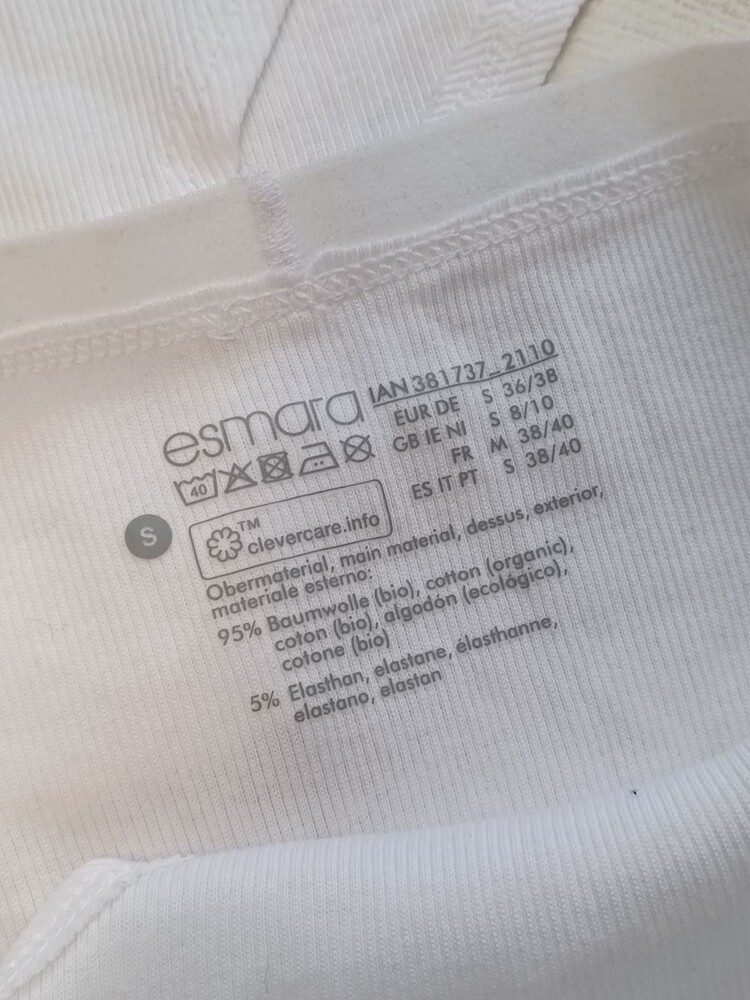 esmara
IAN 381737_2110
EUR DE S 36/38
GB IE NI S 8/10
FR M 38/40
ES IT PT S 38/40
40
S
TM
clevercare.info
Obermaterial, main material, dessus, exterior,
materiale esterno:
95% Baumwolle (bio), cotton (organic),
coton (bio), algodón (ecológico),
cotone (bio)
5% Elasthan, elastane, élasthanne,
elastano, elastan